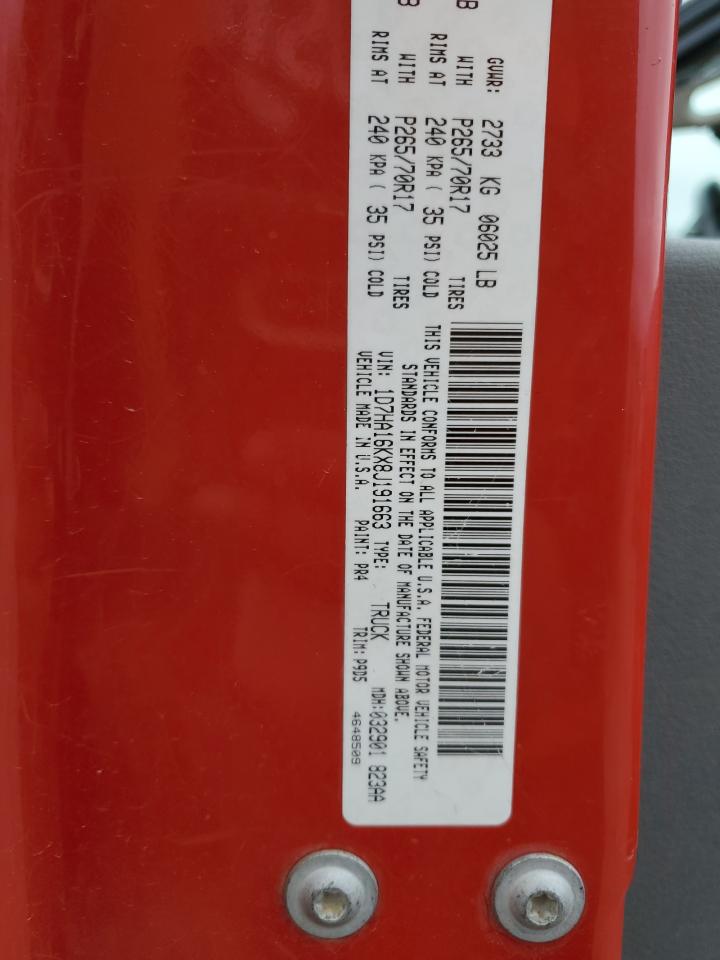 GVWR: 2733 KG 06025 LB
B WITH P265/70R17 TIRES
RIMS AT 240 KPA ( 35 PSI) COLD
B WITH P265/70R17 TIRES
RIMS AT 240 KPA ( 35 PSI) COLD
THIS VEHICLE CONFORMS TO ALL APPLICABLE U.S.A. FEDERAL MOTOR VEHICLE SAFETY
STANDARDS IN EFFECT ON THE DATE OF MANUFACTURE SHOWN ABOVE.
VIN: 1D7HA16KX8J191663 TYPE: TRUCK MDH:032901 823AA
VEHICLE MADE IN U.S.A. PAINT: PR4 TRIM: P9D5 4648509